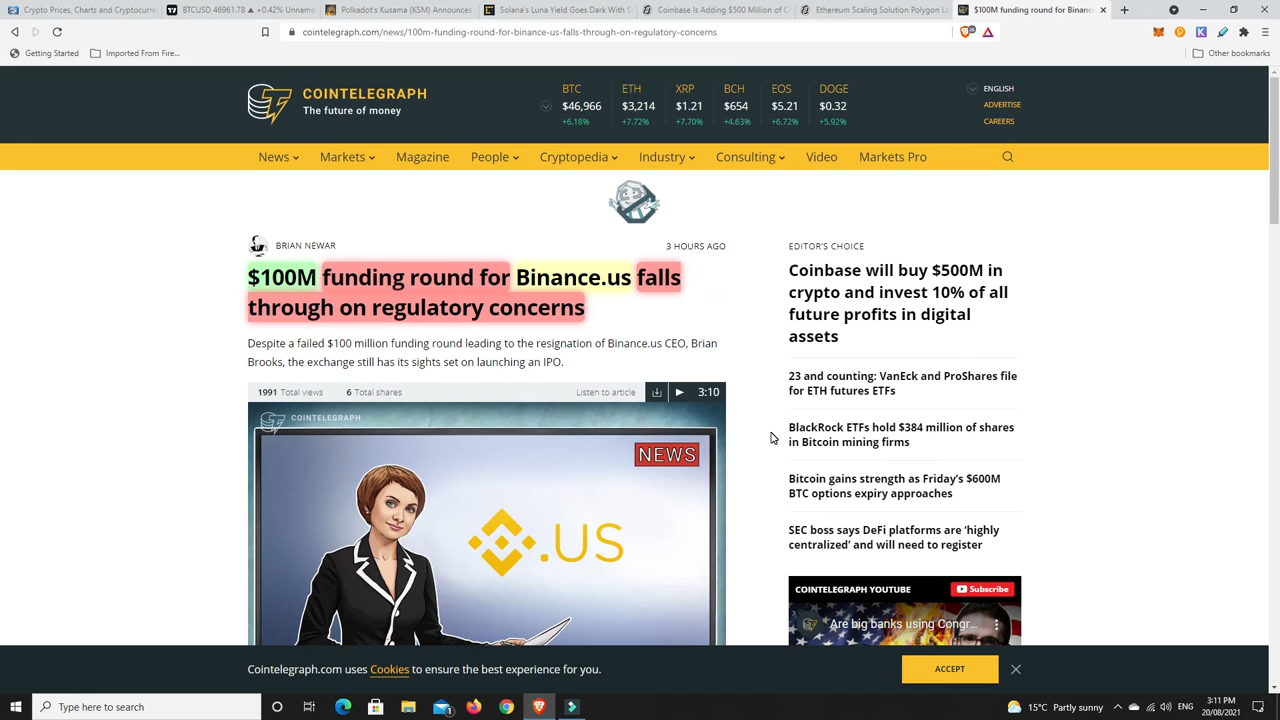 Crypto Prices, Charts and Cryptocurre
BTCUSD 46961.78 ▲ +0.42% Unnam
Polkadot's Kusama (KSM) Announces
Solana's Luna Yield Goes Dark With S
Coinbase Is Adding $500 Million of C
Ethereum Scaling Solution Polygon L
$100M funding round for Binanc
cointelegraph.com/news/100m-funding-round-for-binance-us-falls-through-on-regulatory-concerns
Getting Started
Imported From Fire...
Other bookmarks
COINTELEGRAPH
The future of money
BTC ETH XRP BCH EOS DOGE
$46,966 $3,214 $1.21 $654 $5.21 $0.32
+6.18% +7.72% +7.70% +4.63% +6.72% +5.92%
ENGLISH
ADVERTISE
CAREERS
News Markets Magazine People Cryptopedia Industry Consulting Video Markets Pro
BRIAN NEWAR
3 HOURS AGO
$100M funding round for Binance.us falls
through on regulatory concerns
Despite a failed $100 million funding round leading to the resignation of Binance.us CEO, Brian
Brooks, the exchange still has its sights set on launching an IPO.
1991 Total views 6 Total shares Listen to article 3:10
COINTELEGRAPH
NEWS
.US
EDITOR'S CHOICE
Coinbase will buy $500M in
crypto and invest 10% of all
future profits in digital
assets
23 and counting: VanEck and ProShares file
for ETH futures ETFs
BlackRock ETFs hold $384 million of shares
in Bitcoin mining firms
Bitcoin gains strength as Friday's $600M
BTC options expiry approaches
SEC boss says DeFi platforms are 'highly
centralized' and will need to register
COINTELEGRAPH YOUTUBE
Subscribe
Are big banks using Congr...
Cointelegraph.com uses Cookies to ensure the best experience for you.
ACCEPT
Type here to search
15°C Partly sunny
ENG
3:11 PM
20/08/2021